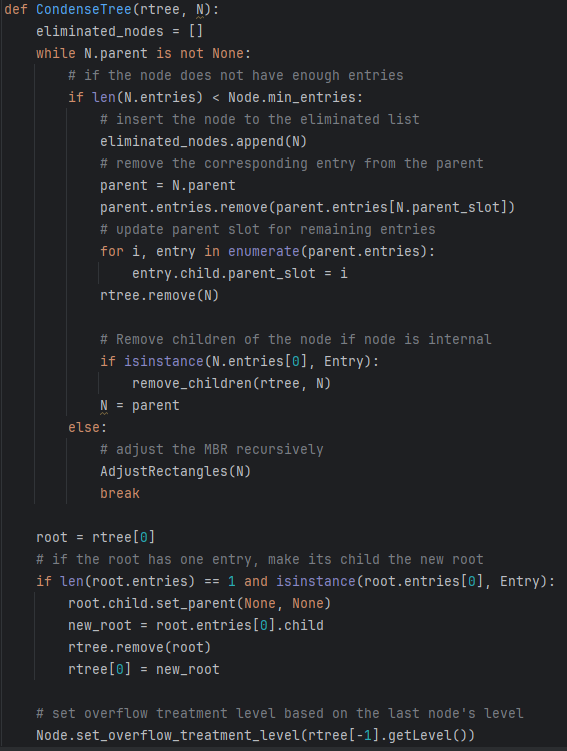 def CondenseTree(rtree, N):
    eliminated_nodes = []
    while N.parent is not None:
        # if the node does not have enough entries
        if len(N.entries) < Node.min_entries:
            # insert the node to the eliminated list
            eliminated_nodes.append(N)
            # remove the corresponding entry from the parent
            parent = N.parent
            parent.entries.remove(parent.entries[N.parent_slot])
            # update parent slot for remaining entries
            for i, entry in enumerate(parent.entries):
                entry.child.parent_slot = i
            rtree.remove(N)

            # Remove children of the node if node is internal
            if isinstance(N.entries[0], Entry):
                remove_children(rtree, N)
            N = parent
        else:
            # adjust the MBR recursively
            AdjustRectangles(N)
            break

    root = rtree[0]
    # if the root has one entry, make its child the new root
    if len(root.entries) == 1 and isinstance(root.entries[0], Entry):
        root.child.set_parent(None, None)
        new_root = root.entries[0].child
        rtree.remove(root)
        rtree[0] = new_root

    # set overflow treatment level based on the last node's level
    Node.set_overflow_treatment_level(rtree[-1].getLevel())